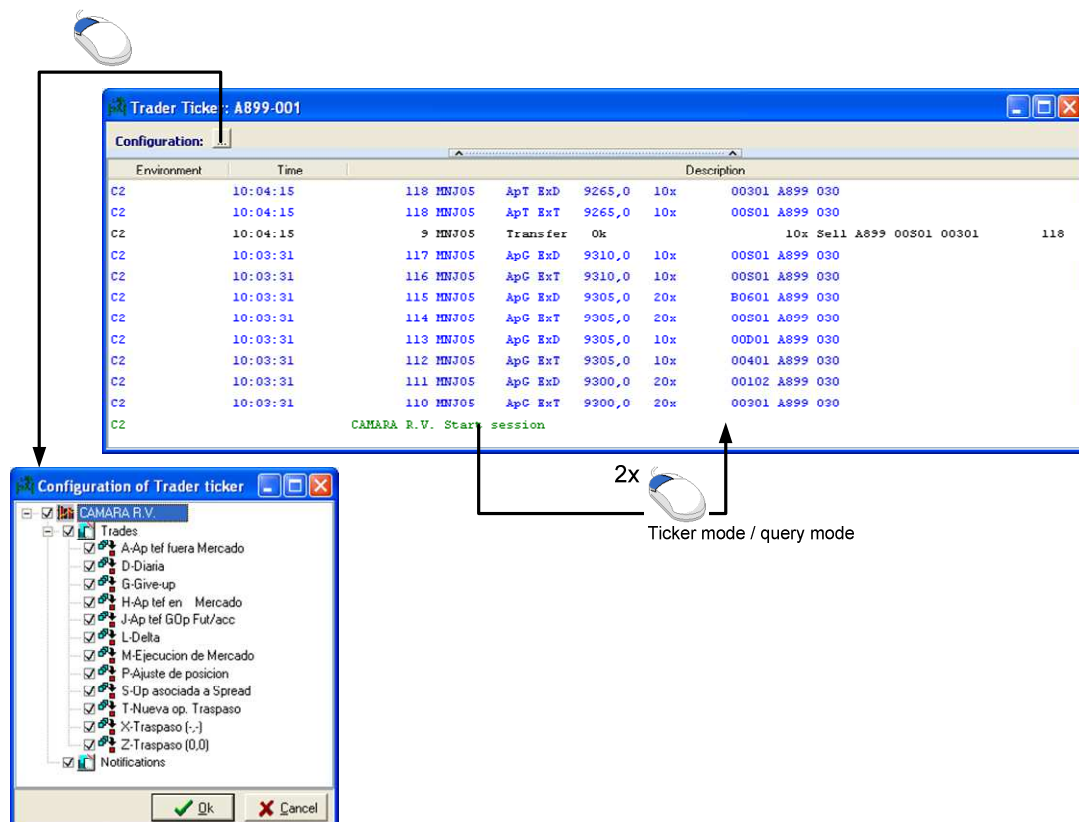 Trader Ticker: A899-001
Configuration: ...
Environment Time Description
C2 10:04:15 118 MNJ05 ApT ExD 9265,0 10x 00301 A899 030
C2 10:04:15 118 MNJ05 ApT ExT 9265,0 10x 00S01 A899 030
C2 10:04:15 9 MNJ05 Transfer Ok 10x Sell A899 00S01 00301 118
C2 10:03:31 117 MNJ05 ApG ExD 9310,0 10x 00S01 A899 030
C2 10:03:31 116 MNJ05 ApG ExT 9310,0 10x 00S01 A899 030
C2 10:03:31 115 MNJ05 ApG ExD 9305,0 20x B0601 A899 030
C2 10:03:31 114 MNJ05 ApG ExT 9305,0 20x 00S01 A899 030
C2 10:03:31 113 MNJ05 ApG ExD 9305,0 10x 00D01 A899 030
C2 10:03:31 112 MNJ05 ApG ExT 9305,0 10x 00401 A899 030
C2 10:03:31 111 MNJ05 ApG ExD 9300,0 20x 00102 A899 030
C2 10:03:31 110 MNJ05 ApG ExT 9300,0 20x 00301 A899 030
C2 CAMARA R.V. Start session
2x
Ticker mode / query mode
Configuration of Trader ticker
CAMARA R.V.
Trades
A-Ap tef fuera Mercado
D-Diaria
G-Give-up
H-Ap tef en Mercado
J-Ap tef GOp Fut/acc
L-Delta
M-Ejecucion de Mercado
P-Ajuste de posicion
S-Op asociada a Spread
T-Nueva op. Traspaso
X-Traspaso (-,-)
Z-Traspaso (0,0)
Notifications
Ok Cancel